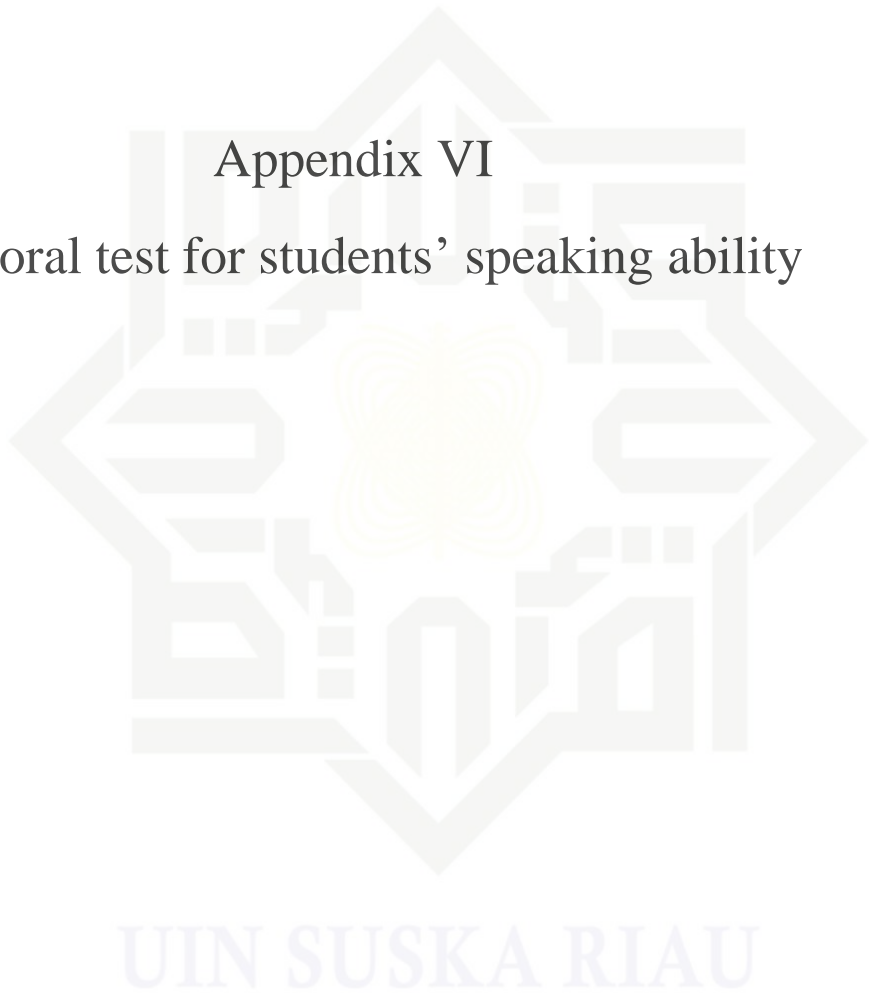 Appendix VI
oral test for students’ speaking ability
UIN SUSKA RIAU